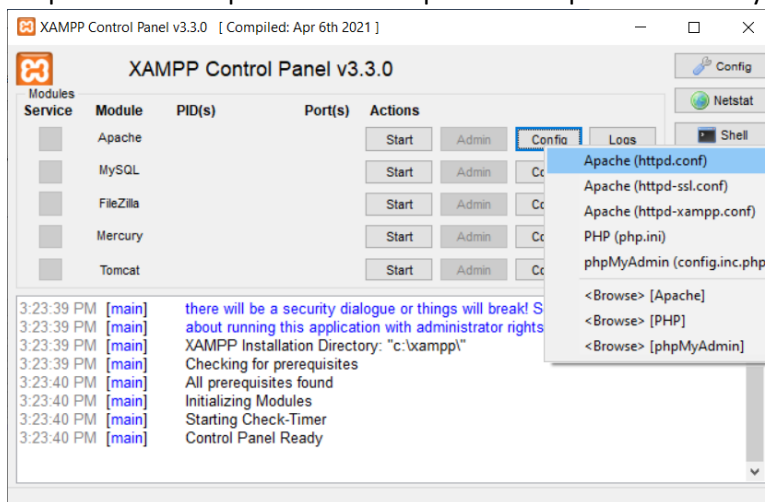 XAMPP Control Panel v3.3.0 [ Compiled: Apr 6th 2021 ]
XAMPP Control Panel v3.3.0
Config
Modules
Service Module PID(s) Port(s) Actions
Netstat
Apache Start Admin Config Logs
Shell
MySQL Start Admin
FileZilla Start Admin
Mercury Start Admin
Tomcat Start Admin
Apache (httpd.conf)
Apache (httpd-ssl.conf)
Apache (httpd-xampp.conf)
PHP (php.ini)
phpMyAdmin (config.inc.php
<Browse> [Apache]
<Browse> [PHP]
<Browse> [phpMyAdmin]
3:23:39 PM [main] there will be a security dialogue or things will break! S
3:23:39 PM [main] about running this application with administrator rights
3:23:39 PM [main] XAMPP Installation Directory: "c:\xampp\"
3:23:39 PM [main] Checking for prerequisites
3:23:40 PM [main] All prerequisites found
3:23:40 PM [main] Initializing Modules
3:23:40 PM [main] Starting Check-Timer
3:23:40 PM [main] Control Panel Ready